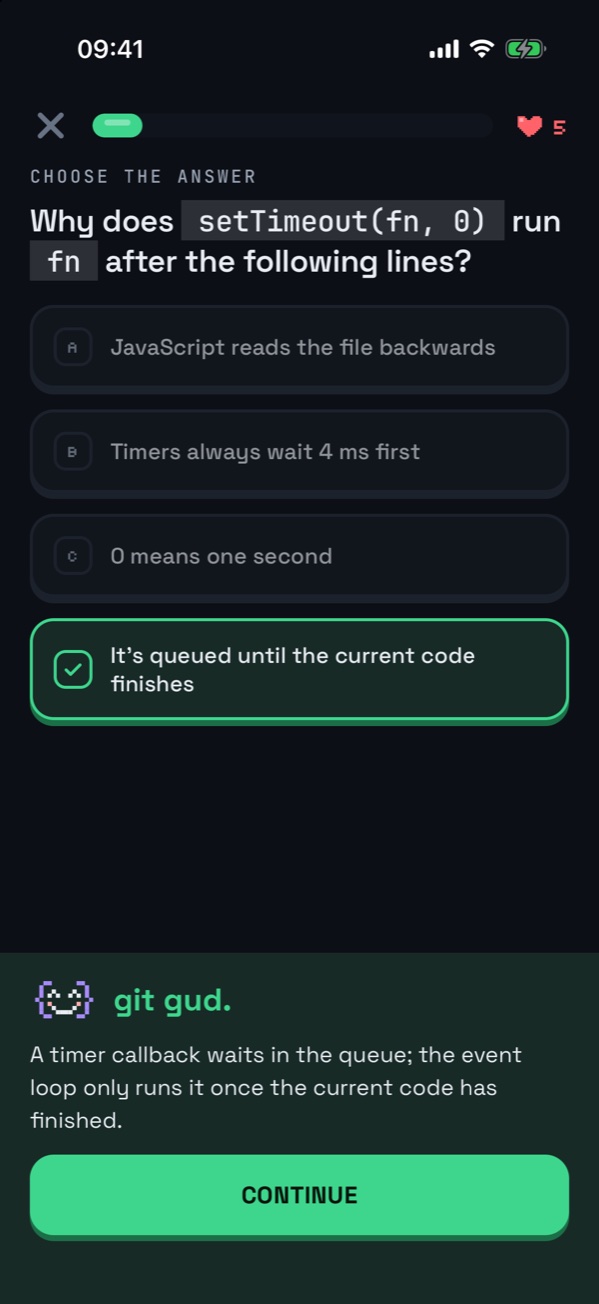 09:41
5
CHOOSE THE ANSWER
Why does setTimeout(fn, 0) run
fn after the following lines?
A JavaScript reads the file backwards
B Timers always wait 4 ms first
C 0 means one second
It's queued until the current code
finishes
git gud.
A timer callback waits in the queue; the event
loop only runs it once the current code has
finished.
CONTINUE